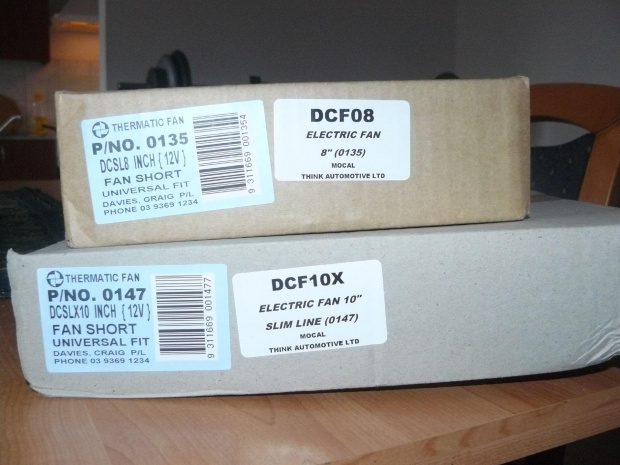 THERMATIC FAN
P/NO. 0135
DCSL8 INCH {12V}
FAN SHORT
UNIVERSAL FIT
DAVIES, CRAIG P/L
PHONE 03 9369 1234
9 311669 001354
DCF08
ELECTRIC FAN
8" (0135)
MOCAL
THINK AUTOMOTIVE LTD
THERMATIC FAN
P/NO. 0147
DCSLX10 INCH {12V}
FAN SHORT
UNIVERSAL FIT
DAVIES, CRAIG P/L
PHONE 03 9369 1234
9 311669 001477
DCF10X
ELECTRIC FAN 10"
SLIM LINE (0147)
MOCAL
THINK AUTOMOTIVE LTD